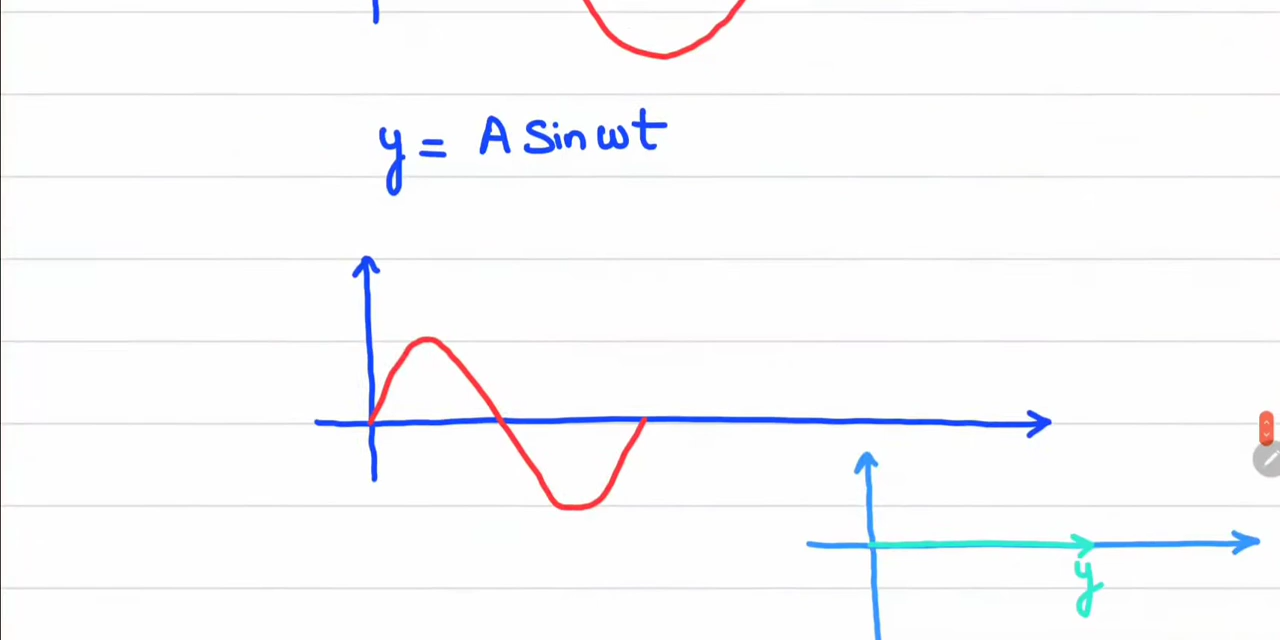 y = A sin ωt
y